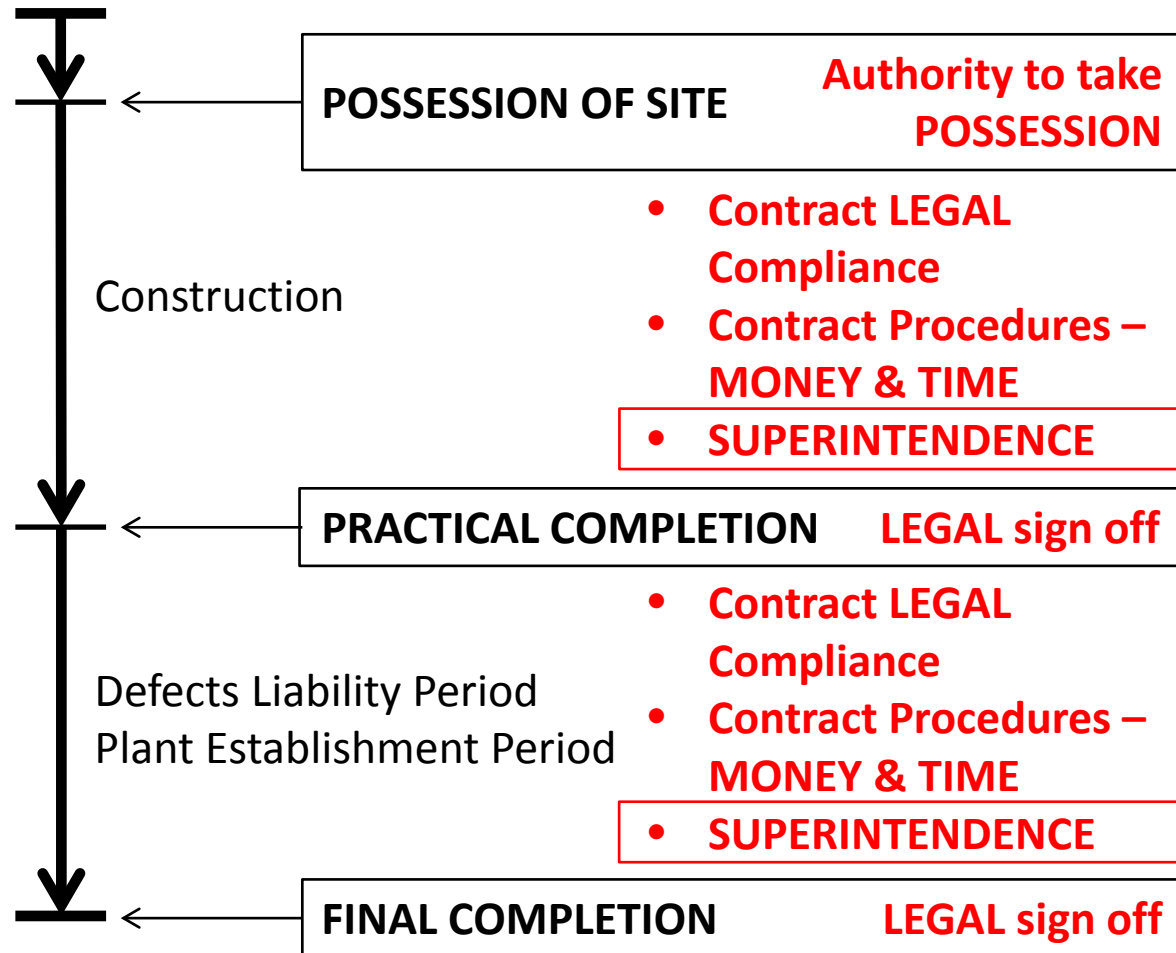 POSSESSION OF SITE
Authority to take
POSSESSION
Construction
• Contract LEGAL
Compliance
• Contract Procedures –
MONEY & TIME
• SUPERINTENDENCE
PRACTICAL COMPLETION LEGAL sign off
Defects Liability Period
Plant Establishment Period
• Contract LEGAL
Compliance
• Contract Procedures –
MONEY & TIME
• SUPERINTENDENCE
FINAL COMPLETION LEGAL sign off